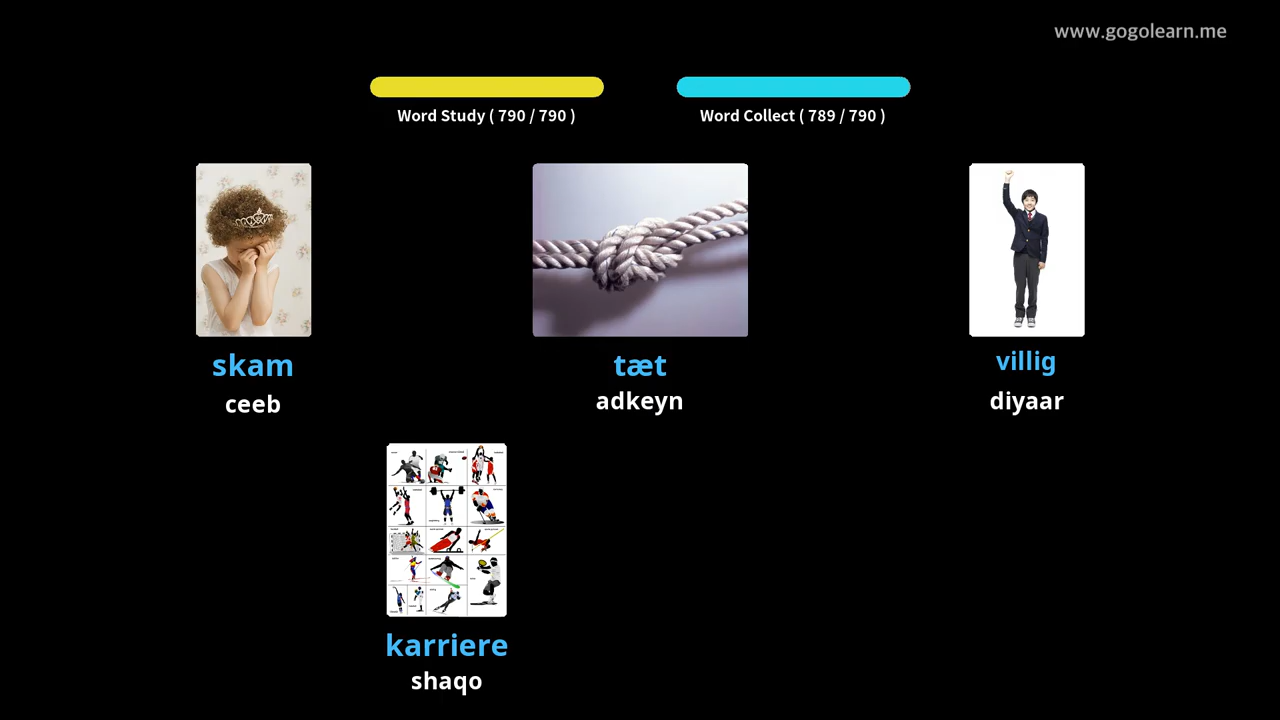 www.gogolearn.me
Word Study ( 790 / 790 )
Word Collect ( 789 / 790 )
skam
tæt
villig
ceeb
adkeyn
diyaar
karriere
shaqo